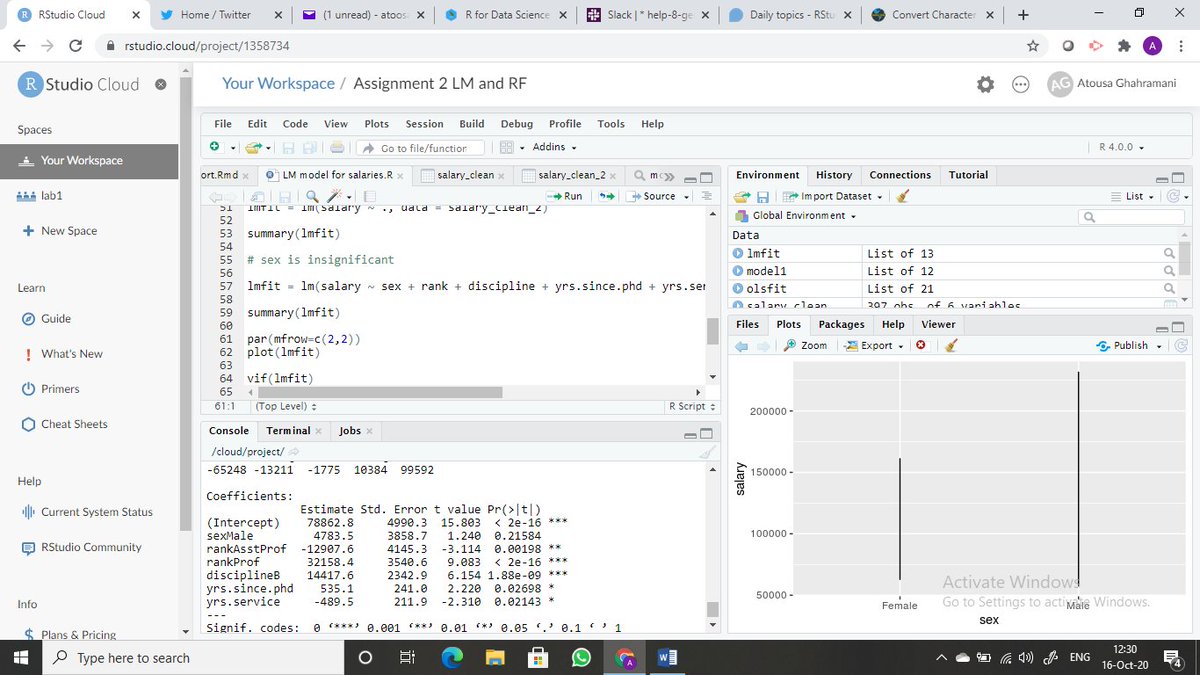 RStudio Cloud
Home / Twitter
(1 unread) - atoosa
R for Data Science
Slack | * help-8-ge
Daily topics - RStu
Convert Character
rstudio.cloud/project/1358734
A
R Studio Cloud
Your Workspace / Assignment 2 LM and RF
AG Atousa Ghahramani
Spaces
Your Workspace
lab1
New Space
Learn
Guide
What's New
Primers
Cheat Sheets
Help
Current System Status
RStudio Community
Info
Plans & Pricing
File Edit Code View Plots Session Build Debug Profile Tools Help
Go to file/function Addins R 4.0.0
ort.Rmd LM model for salaries.R salary_clean salary_clean_2
Run Source
51 lmfit = lm(salary ~ ., data = salary_clean_2)
52
53 summary(lmfit)
54
55 # sex is insignificant
56
57 lmfit = lm(salary ~ sex + rank + discipline + yrs.since.phd + yrs.ser
58
59 summary(lmfit)
60
61 par(mfrow=c(2,2))
62 plot(lmfit)
63
64 vif(lmfit)
65
61:1 (Top Level) R Script
Console Terminal Jobs
/cloud/project/
-65248 -13211 -1775 10384 99592
Coefficients:
Estimate Std. Error t value Pr(>|t|)
(Intercept) 78862.8 4990.3 15.803 < 2e-16 ***
sexMale 4783.5 3858.7 1.240 0.21584
rankAsstProf -12907.6 4145.3 -3.114 0.00198 **
rankProf 32158.4 3540.6 9.083 < 2e-16 ***
disciplineB 14417.6 2342.9 6.154 1.88e-09 ***
yrs.since.phd 535.1 241.0 2.220 0.02698 *
yrs.service -489.5 211.9 -2.310 0.02143 *
---
Signif. codes: 0 ‘***’ 0.001 ‘**’ 0.01 ‘*’ 0.05 ‘.’ 0.1 ‘ ’ 1
Environment History Connections Tutorial
Import Dataset List
Global Environment
Data
lmfit List of 13
model1 List of 12
olsfit List of 21
salary_clean 397 obs. of 6 variables
Files Plots Packages Help Viewer
Zoom Export Publish
200000
150000
100000
50000
salary
Female
Male
sex
Activate Windows
Go to Settings to activate Windows.
Type here to search
ENG
12:30
16-Oct-20
4